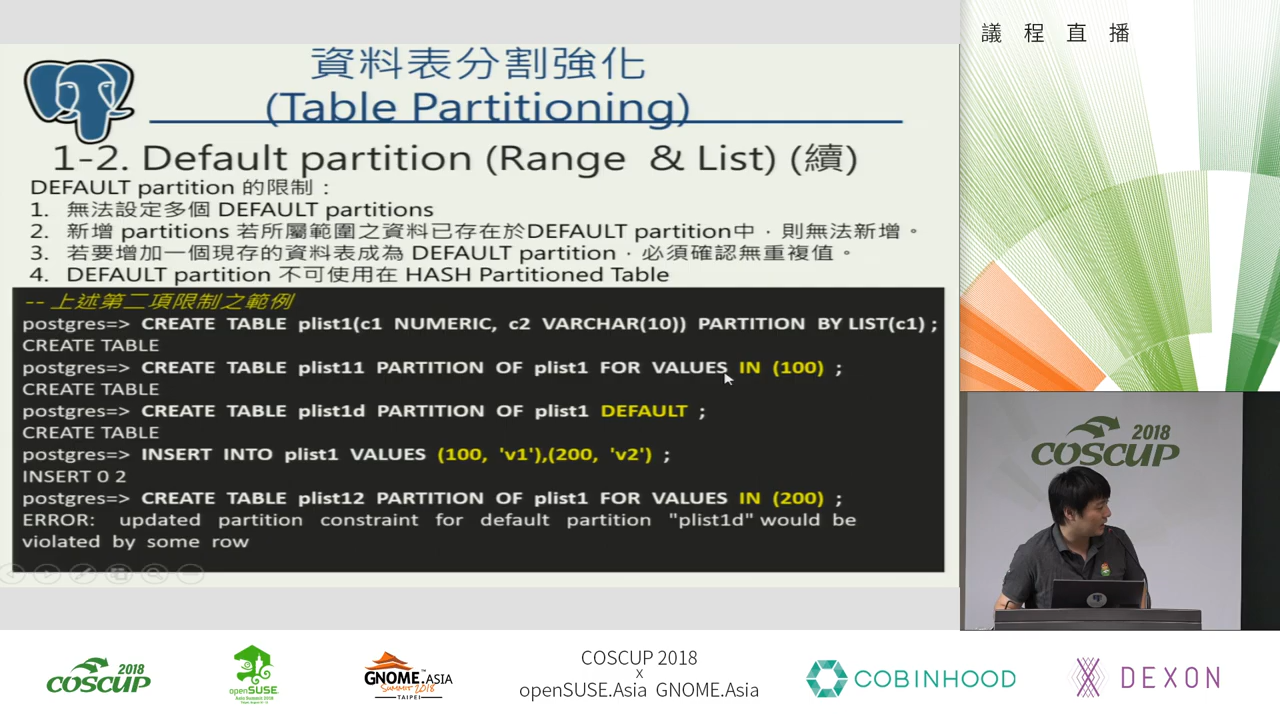 資料表分割強化
(Table Partitioning)
1-2. Default partition (Range & List) (續)
DEFAULT partition 的限制：
1. 無法設定多個 DEFAULT partitions
2. 新增 partitions 若所屬範圍之資料已存在於DEFAULT partition中，則無法新增。
3. 若要增加一個現存的資料表成為 DEFAULT partition，必須確認無重複值。
4. DEFAULT partition 不可使用在 HASH Partitioned Table
-- 上述第二項限制之範例
postgres=> CREATE TABLE plist1(c1 NUMERIC, c2 VARCHAR(10)) PARTITION BY LIST(c1) ;
CREATE TABLE
postgres=> CREATE TABLE plist11 PARTITION OF plist1 FOR VALUES IN (100) ;
CREATE TABLE
postgres=> CREATE TABLE plist1d PARTITION OF plist1 DEFAULT ;
CREATE TABLE
postgres=> INSERT INTO plist1 VALUES (100, 'v1'),(200, 'v2') ;
INSERT 0 2
postgres=> CREATE TABLE plist12 PARTITION OF plist1 FOR VALUES IN (200) ;
ERROR: updated partition constraint for default partition "plist1d" would be
violated by some row
議程直播
2018
COSCUP
2018
COSCUP
openSUSE
Asia Summit 2018
GNOME.ASIA
SUMMIT 2018
TAIPEI
COSCUP 2018
x
openSUSE.Asia GNOME.Asia
COBINHOOD
DEXON